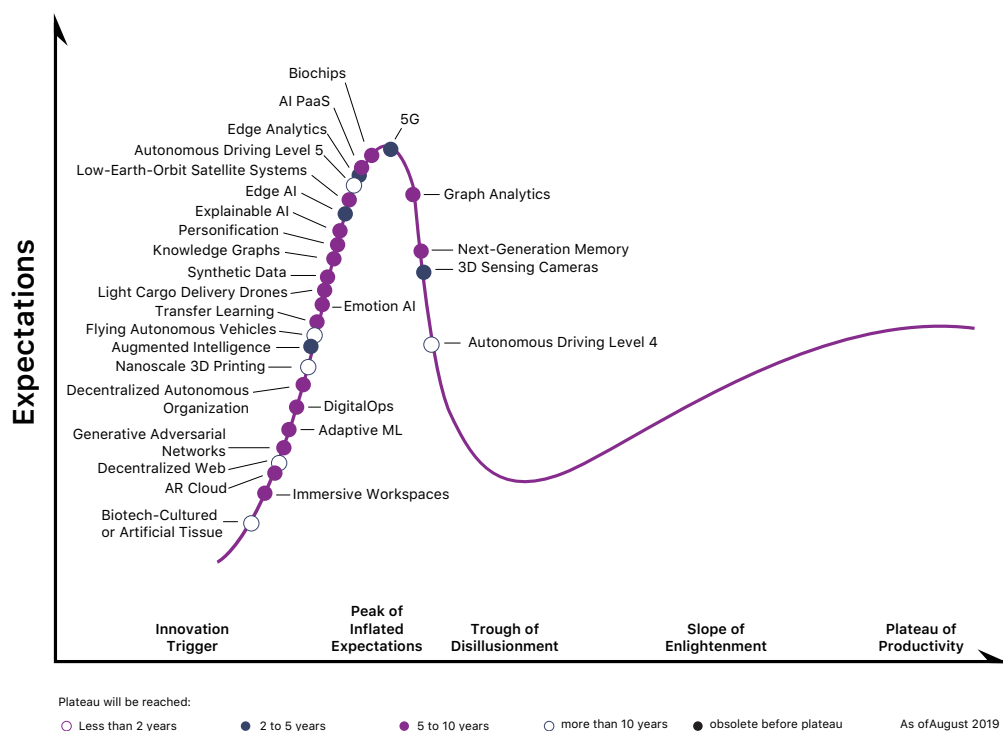 Biochips
AI PaaS
5G
Edge Analytics
Autonomous Driving Level 5
Low-Earth-Orbit Satellite Systems
Edge AI
Graph Analytics
Explainable AI
Personification
Knowledge Graphs
Next-Generation Memory
Synthetic Data
3D Sensing Cameras
Light Cargo Delivery Drones
Emotion AI
Transfer Learning
Flying Autonomous Vehicles
Augmented Intelligence
Autonomous Driving Level 4
Nanoscale 3D Printing
Decentralized Autonomous
Organization
DigitalOps
Adaptive ML
Generative Adversarial
Networks
Decentralized Web
AR Cloud
Immersive Workspaces
Biotech-Cultured
or Artificial Tissue
Expectations
Innovation
Trigger
Peak of
Inflated
Expectations
Trough of
Disillusionment
Slope of
Enlightenment
Plateau of
Productivity
Plateau will be reached:
Less than 2 years
2 to 5 years
5 to 10 years
more than 10 years
obsolete before plateau
As ofAugust 2019